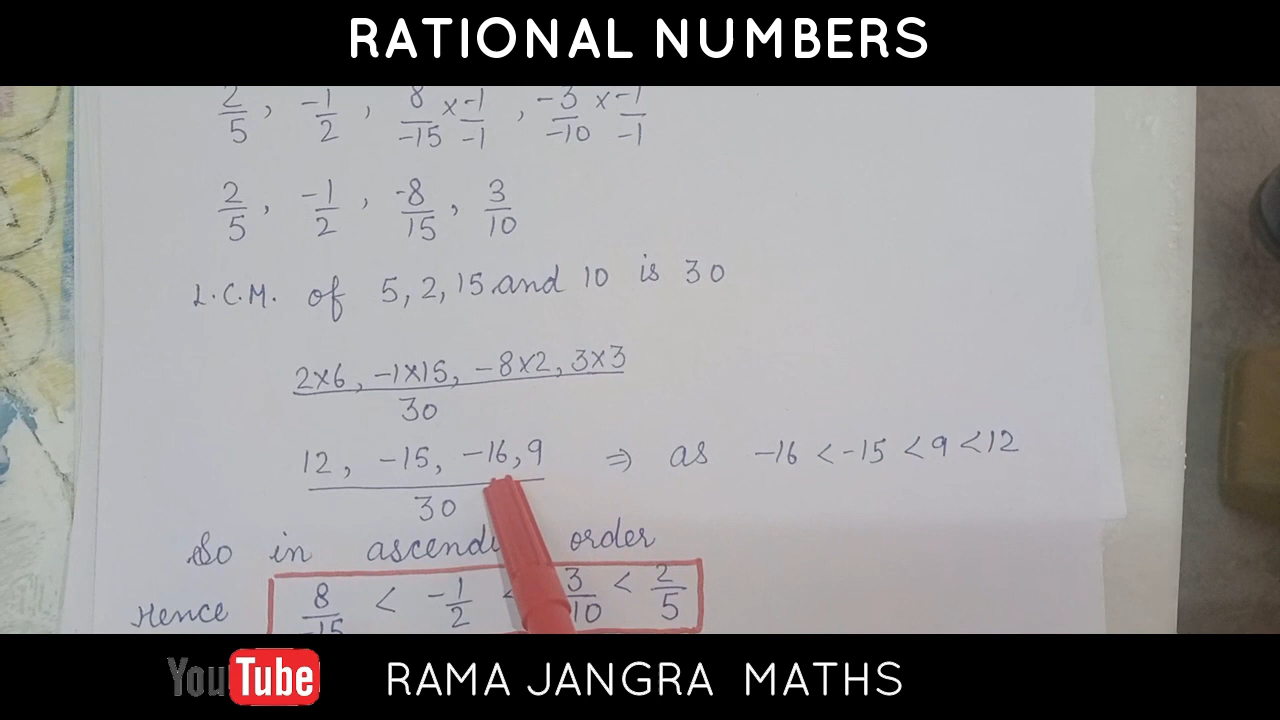 RATIONAL NUMBERS
2/5, -1/2, 8/-15 x -1/-1, -3/-10 x -1/-1
2/5, -1/2, -8/15, 3/10
L.C.M. of 5, 2, 15 and 10 is 30
2x6, -1x15, -8x2, 3x3
30
12, -15, -16, 9 ⇒ as -16 < -15 < 9 < 12
30
So in order
Hence 8/-15 < -1/2 < 3/10 < 2/5
YouTube RAMA JANGRA MATHS